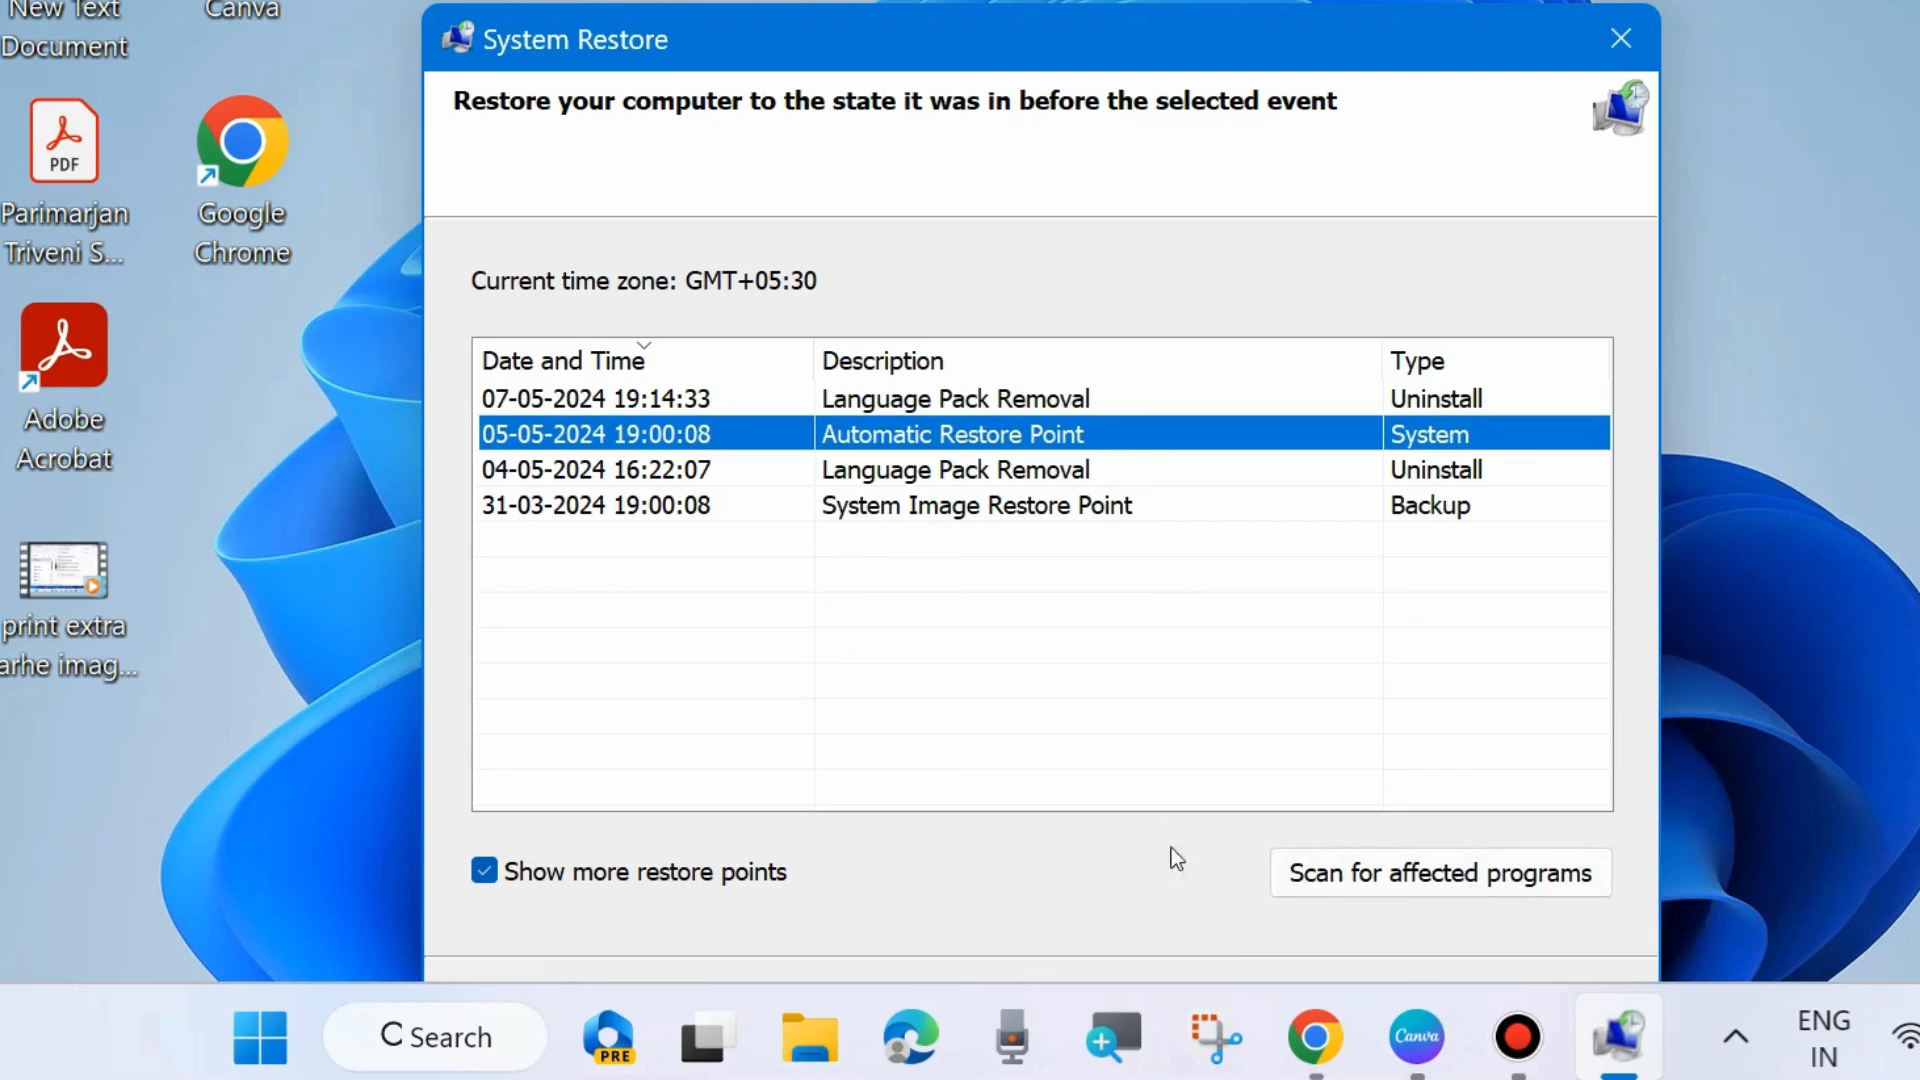 New Text
Document
Canva
PDF
Parimarjan
Triveni S...
Google
Chrome
Adobe
Acrobat
print extra
arhe imag...
System Restore
Restore your computer to the state it was in before the selected event
Current time zone: GMT+05:30
Date and Time Description Type
07-05-2024 19:14:33 Language Pack Removal Uninstall
05-05-2024 19:00:08 Automatic Restore Point System
04-05-2024 16:22:07 Language Pack Removal Uninstall
31-03-2024 19:00:08 System Image Restore Point Backup
Show more restore points
Scan for affected programs
Search
PRE
Canva
ENG
IN